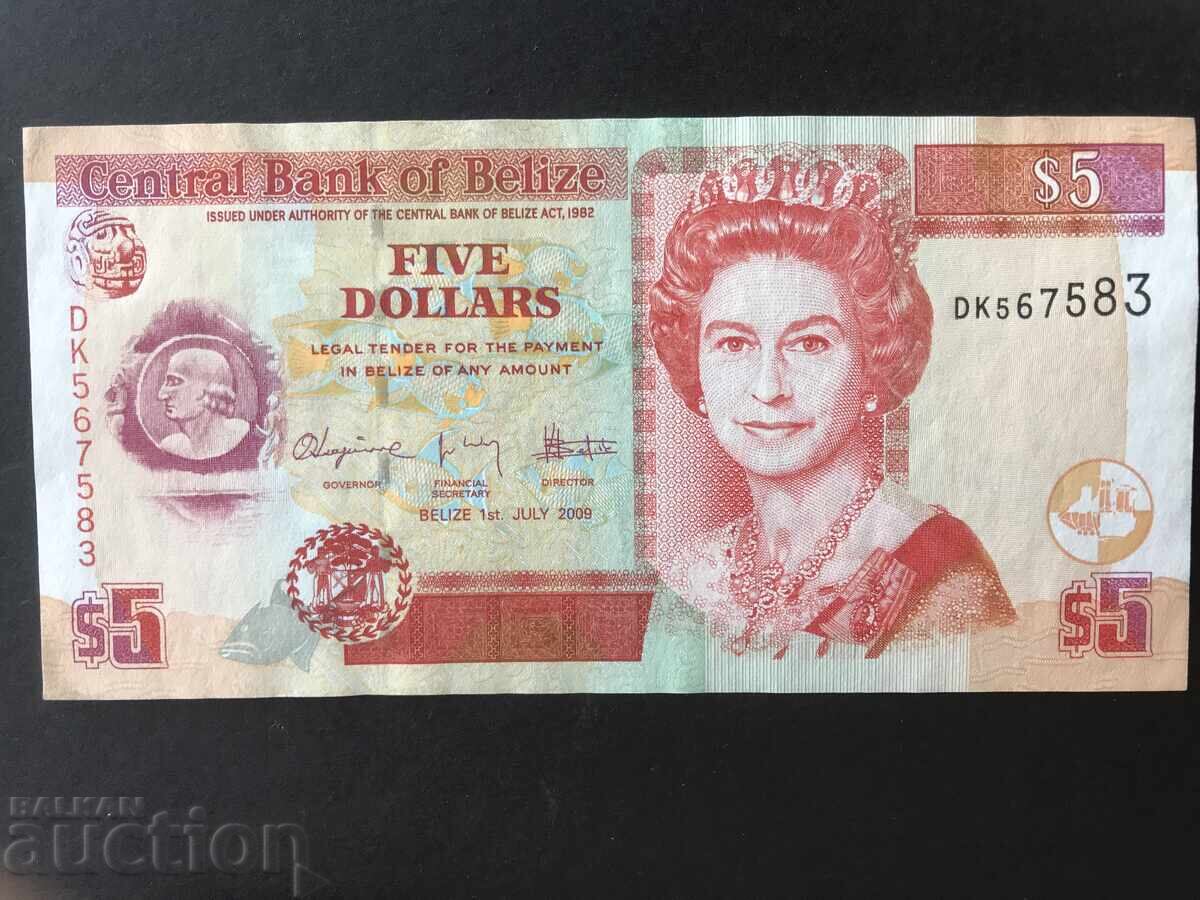 Central Bank of Belize
$5
ISSUED UNDER AUTHORITY OF THE CENTRAL BANK OF BELIZE ACT, 1982
FIVE
DOLLARS
DK567583
DK567583
LEGAL TENDER FOR THE PAYMENT
IN BELIZE OF ANY AMOUNT
GOVERNOR
FINANCIAL
SECRETARY
DIRECTOR
BELIZE 1st. JULY 2009
$5
$5
BALKAN
auction